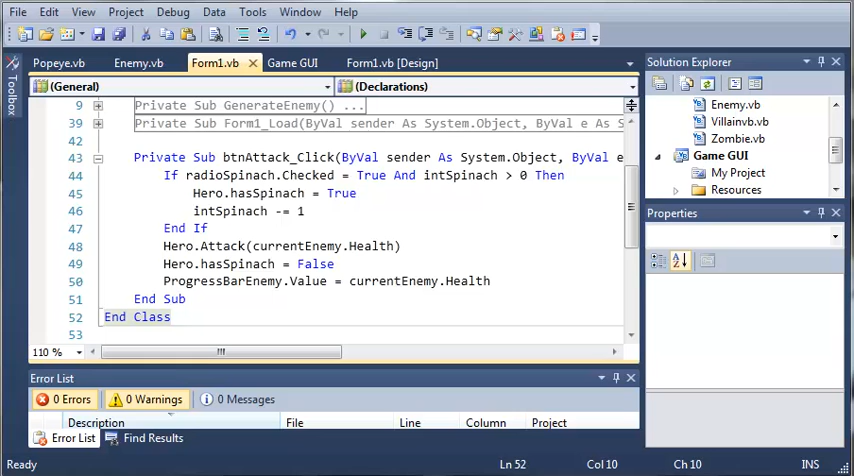 File Edit View Project Debug Data Tools Window Help
Popeye.vb Enemy.vb Form1.vb Game GUI Form1.vb [Design]
Toolbox
(General) (Declarations)
9 Private Sub GenerateEnemy() ...
39 Private Sub Form1_Load(ByVal sender As System.Object, ByVal e As S
42
43 Private Sub btnAttack_Click(ByVal sender As System.Object, ByVal e
44 If radioSpinach.Checked = True And intSpinach > 0 Then
45 Hero.hasSpinach = True
46 intSpinach -= 1
47 End If
48 Hero.Attack(currentEnemy.Health)
49 Hero.hasSpinach = False
50 ProgressBarEnemy.Value = currentEnemy.Health
51 End Sub
52 End Class
53
110 %
Solution Explorer
Enemy.vb
Villainvb.vb
Zombie.vb
Game GUI
My Project
Resources
Properties
Error List
0 Errors 0 Warnings 0 Messages
Description File Line Column Project
Error List Find Results
Ready Ln 52 Col 10 Ch 10 INS